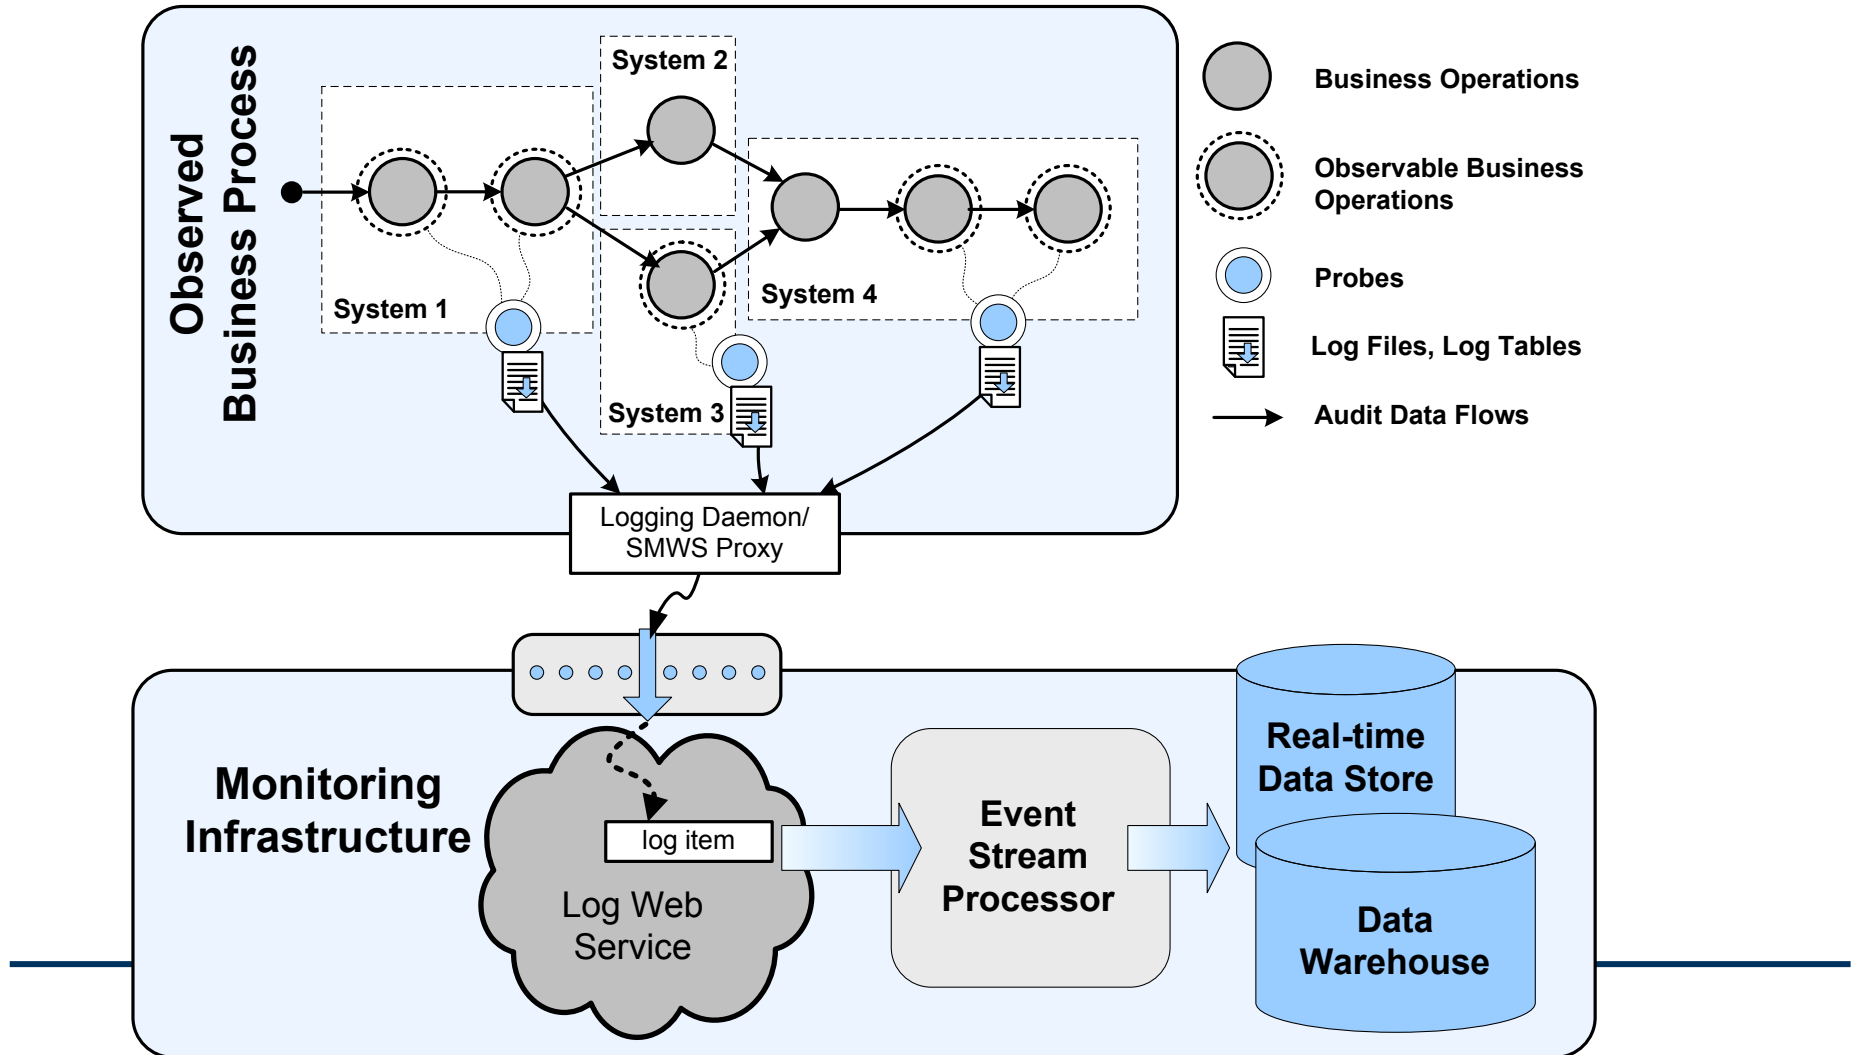 Observed
Business Process
System 1
System 2
System 3
System 4
Business Operations
Observable Business
Operations
Probes
Log Files, Log Tables
Audit Data Flows
Logging Daemon/
SMWS Proxy
Monitoring
Infrastructure
log item
Log Web
Service
Event
Stream
Processor
Real-time
Data Store
Data
Warehouse